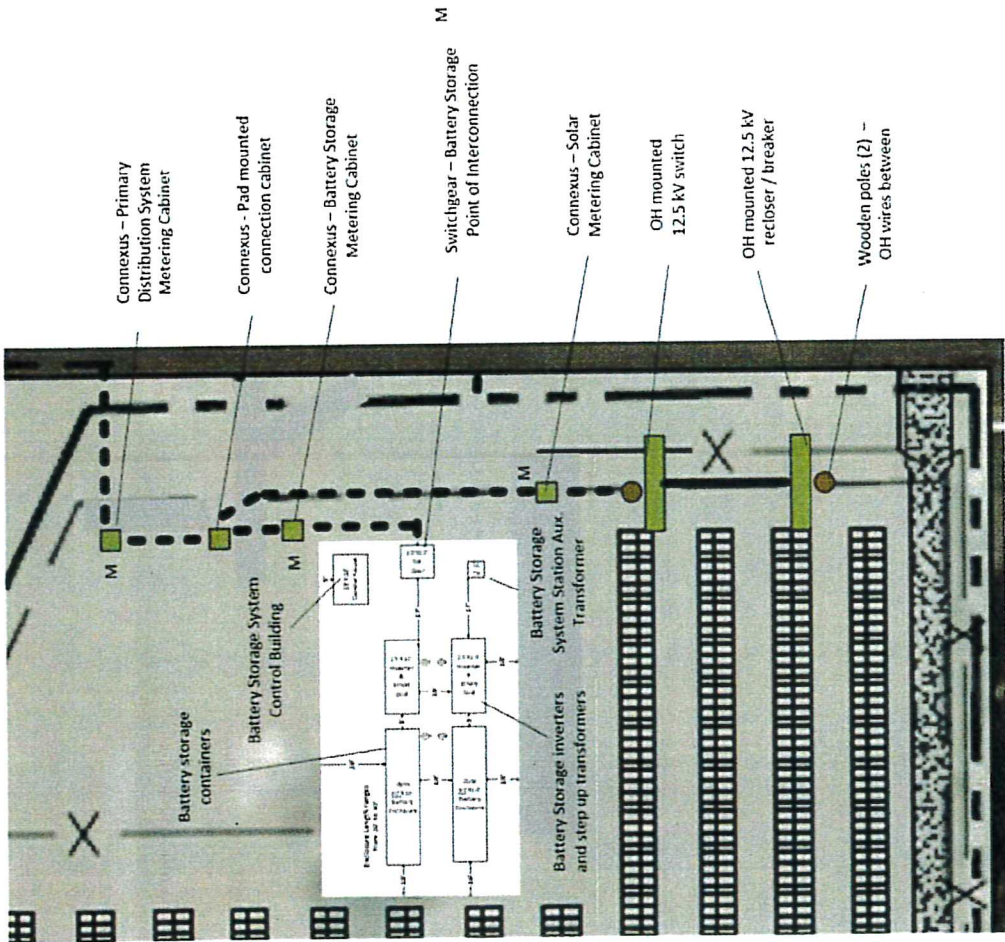 M
Connexus – Primary
Distribution System
Metering Cabinet
Connexus - Pad mounted
connection cabinet
Connexus – Battery Storage
Metering Cabinet
Switchgear – Battery Storage
Point of Interconnection
M
Connexus – Solar
Metering Cabinet
M
OH mounted
12.5 kV switch
OH mounted 12.5 kV
recloser / breaker
Wooden poles (2) –
OH wires between
M
Battery Storage System
Control Building
Battery storage
containers
Battery Storage
System Station Aux.
Transformer
Battery Storage inverters
and step up transformers
Enclosure Length ranges